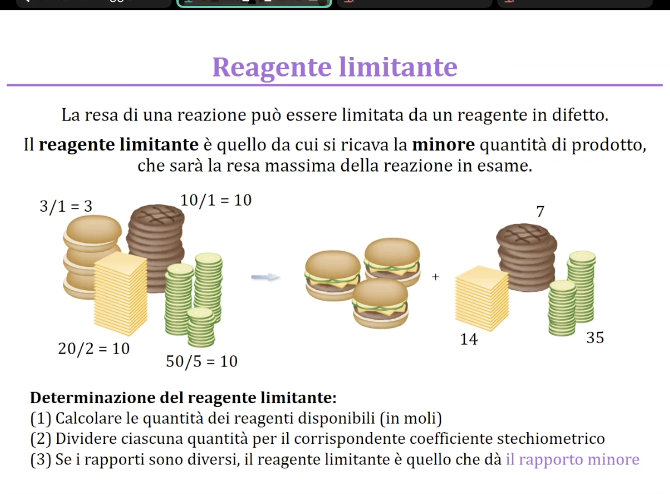 Reagente limitante
La resa di una reazione può essere limitata da un reagente in difetto.
Il reagente limitante è quello da cui si ricava la minore quantità di prodotto,
che sarà la resa massima della reazione in esame.
3/1 = 3
10/1 = 10
7
+
20/2 = 10
50/5 = 10
14
35
Determinazione del reagente limitante:
(1) Calcolare le quantità dei reagenti disponibili (in moli)
(2) Dividere ciascuna quantità per il corrispondente coefficiente stechiometrico
(3) Se i rapporti sono diversi, il reagente limitante è quello che dà il rapporto minore